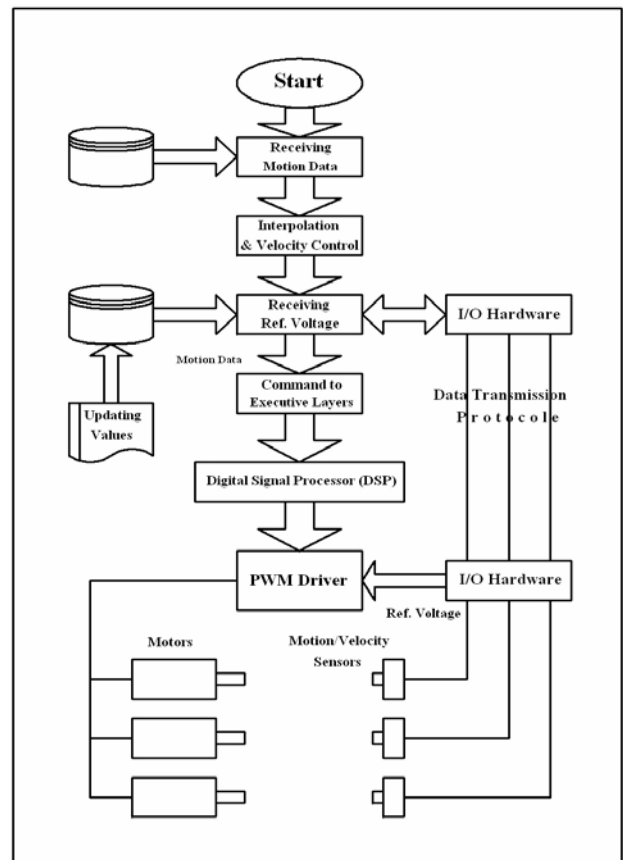 Start
Receiving
Motion Data
Interpolation
& Velocity Control
Receiving
Ref. Voltage
I/O Hardware
Motion Data
Updating
Values
Command to
Executive Layers
Data Transmission
Protocole
Digital Signal Processor (DSP)
PWM Driver
I/O Hardware
Ref. Voltage
Motors
Motion/Velocity
Sensors